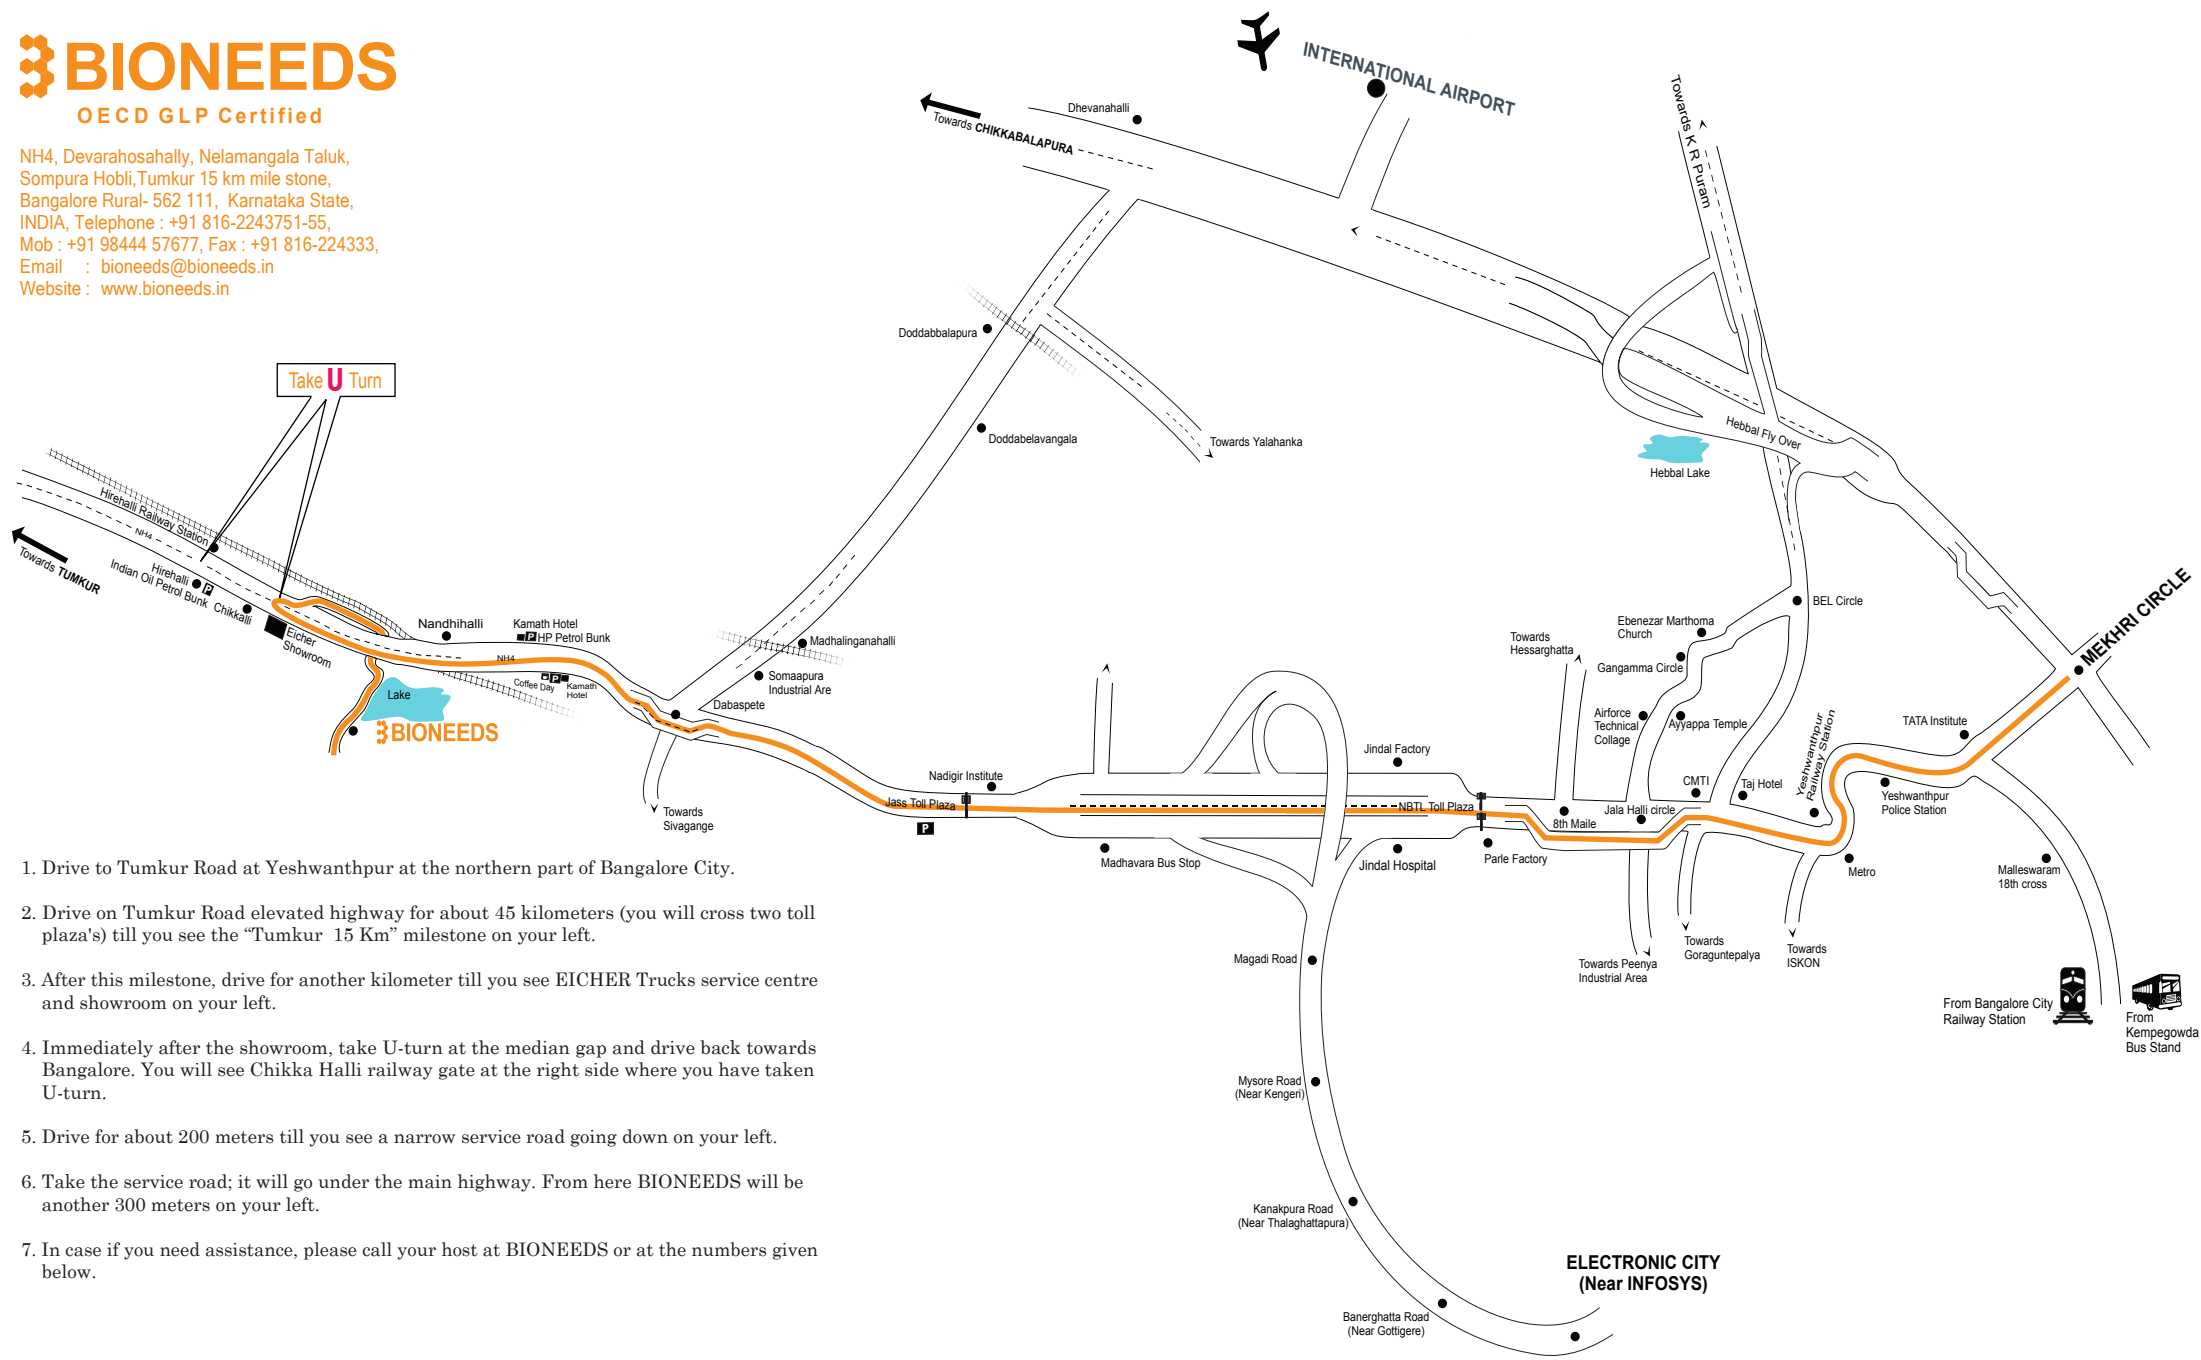 BIONEEDS
OECD GLP Certified
NH4, Devarahosahally, Nelamangala Taluk,
Sompura Hobli,Tumkur 15 km mile stone,
Bangalore Rural- 562 111, Karnataka State,
INDIA, Telephone : +91 816-2243751-55,
Mob : +91 98444 57677, Fax : +91 816-224333,
Email : bioneeds@bioneeds.in
Website : www.bioneeds.in
INTERNATIONAL AIRPORT
Towards CHIKKABALAPURA
Dhevanahalli
Towards K R Puram
Doddabbalapura
Doddabelavangala
Towards Yalahanka
Hebbal Fly Over
Hebbal Lake
Take U Turn
Hirehalli Railway Station
NH4
Towards TUMKUR
Hirehalli
Indian Oil Petrol Bunk
P
Chikkalli
Eicher
Showroom
Nandhihalli
Kamath Hotel
P HP Petrol Bunk
NH4
Coffee Day
P
Kamath
Hotel
Lake
BIONEEDS
Madhalinganahalli
Somaapura
Industrial Are
Dabaspete
Towards
Sivagange
Nadigir Institute
Jass Toll Plaza
P
Madhavara Bus Stop
Jindal Factory
NBTL Toll Plaza
Jindal Hospital
Parle Factory
Towards
Hessarghatta
8th Maile
Jala Halli circle
Ebenezar Marthoma
Church
Gangamma Circle
Airforce
Technical
Collage
Ayyappa Temple
BEL Circle
CMTI
Taj Hotel
Yeshwanthpur
Railway Station
TATA Institute
MEKHRI CIRCLE
Yeshwanthpur
Police Station
Metro
Malleswaram
18th cross
Towards Peenya
Industrial Area
Towards
Goraguntepalya
Towards
ISKON
From Bangalore City
Railway Station
From
Kempegowda
Bus Stand
Magadi Road
Mysore Road
(Near Kengeri)
Kanakpura Road
(Near Thalaghattapura)
Banerghatta Road
(Near Gottigere)
ELECTRONIC CITY
(Near INFOSYS)
1. Drive to Tumkur Road at Yeshwanthpur at the northern part of Bangalore City.
2. Drive on Tumkur Road elevated highway for about 45 kilometers (you will cross two toll
plaza's) till you see the “Tumkur 15 Km” milestone on your left.
3. After this milestone, drive for another kilometer till you see EICHER Trucks service centre
and showroom on your left.
4. Immediately after the showroom, take U-turn at the median gap and drive back towards
Bangalore. You will see Chikka Halli railway gate at the right side where you have taken
U-turn.
5. Drive for about 200 meters till you see a narrow service road going down on your left.
6. Take the service road; it will go under the main highway. From here BIONEEDS will be
another 300 meters on your left.
7. In case if you need assistance, please call your host at BIONEEDS or at the numbers given
below.